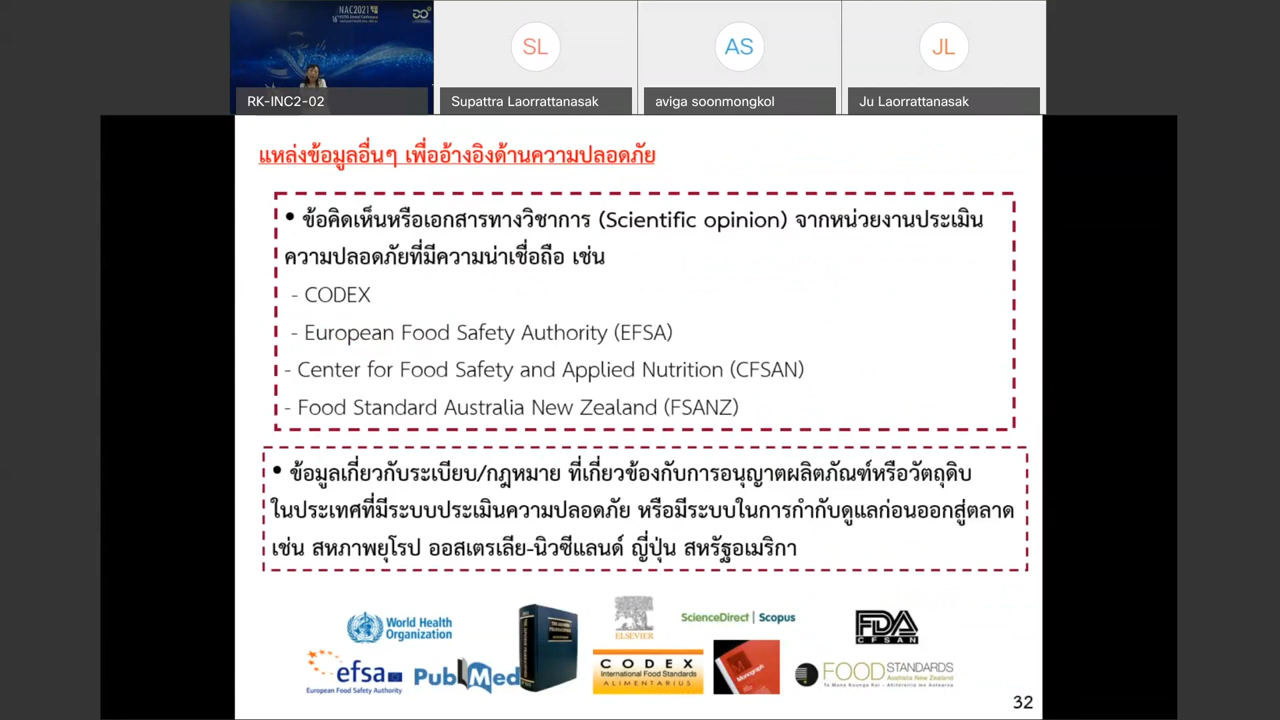 NAC2021
RK-INC2-02
SL
Supattra Laorrattanasak
AS
aviga soonmongkol
JL
Ju Laorrattanasak
แหล่งข้อมูลอื่นๆ เพื่ออ้างอิงด้านความปลอดภัย
• ข้อคิดเห็นหรือเอกสารทางวิชาการ (Scientific opinion) จากหน่วยงานประเมิน
ความปลอดภัยที่มีความน่าเชื่อถือ เช่น
- CODEX
- European Food Safety Authority (EFSA)
- Center for Food Safety and Applied Nutrition (CFSAN)
- Food Standard Australia New Zealand (FSANZ)
• ข้อมูลเกี่ยวกับระเบียบ/กฎหมาย ที่เกี่ยวข้องกับการอนุญาตผลิตภัณฑ์หรือวัตถุดิบ
ในประเทศที่มีระบบประเมินความปลอดภัย หรือมีระบบในการกำกับดูแลก่อนออกสู่ตลาด
เช่น สหภาพยุโรป ออสเตรเลีย-นิวซีแลนด์ ญี่ปุ่น สหรัฐอเมริกา
World Health
Organization
efsa
European Food Safety Authority
PubMed
ELSEVIER
ScienceDirect | Scopus
CODEX
International Food Standards
ALIMENTARIUS
Monograph
FDA
CFSAN
FOOD STANDARDS
Australia New Zealand
32